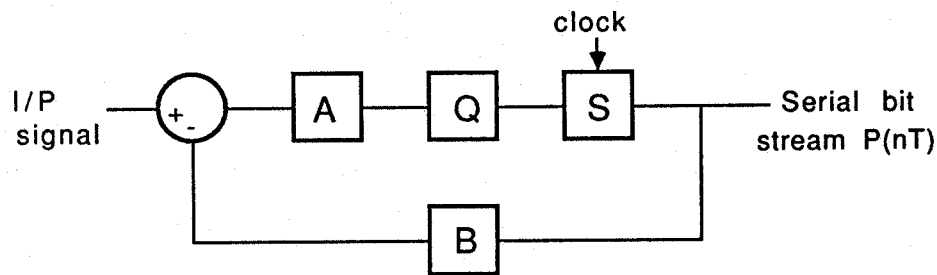 clock
I/P
signal
+
-
A
Q
S
B
Serial bit
stream P(nT)